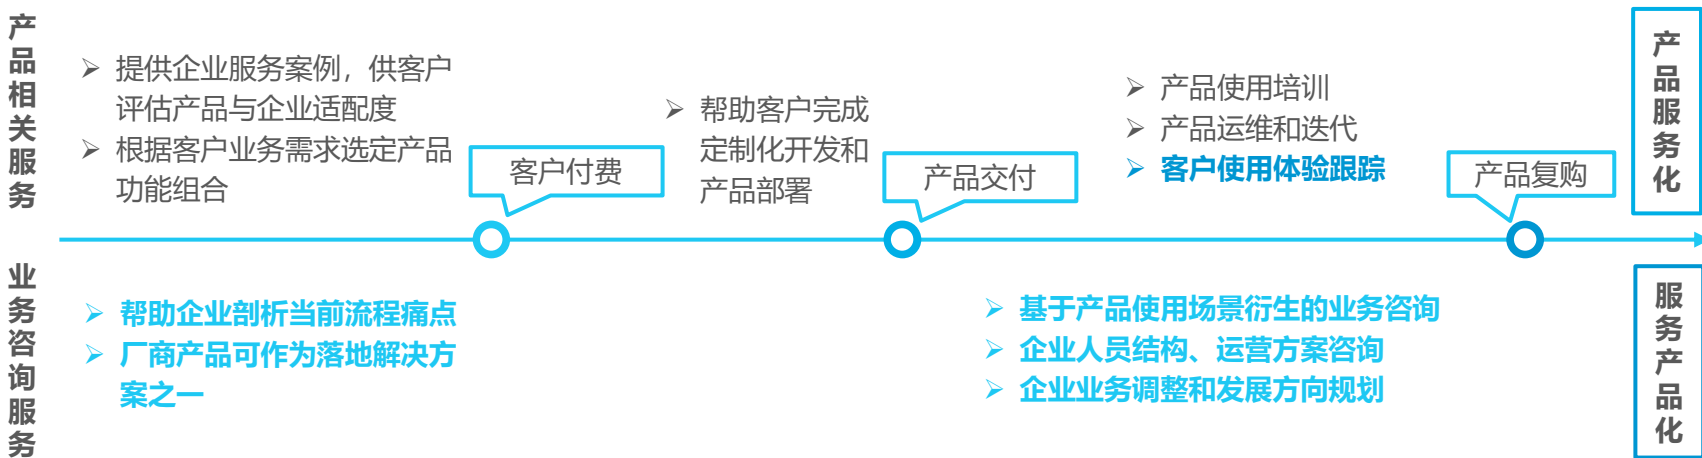 产品相关服务
➢ 提供企业服务案例，供客户
评估产品与企业适配度
➢ 根据客户业务需求选定产品
功能组合
客户付费
➢ 帮助客户完成
定制化开发和
产品部署
产品交付
➢ 产品使用培训
➢ 产品运维和迭代
➢ 客户使用体验跟踪
产品复购
产品服务化
业务咨询服务
➢ 帮助企业剖析当前流程痛点
➢ 厂商产品可作为落地解决方
案之一
➢ 基于产品使用场景衍生的业务咨询
➢ 企业人员结构、运营方案咨询
➢ 企业业务调整和发展方向规划
服务产品化